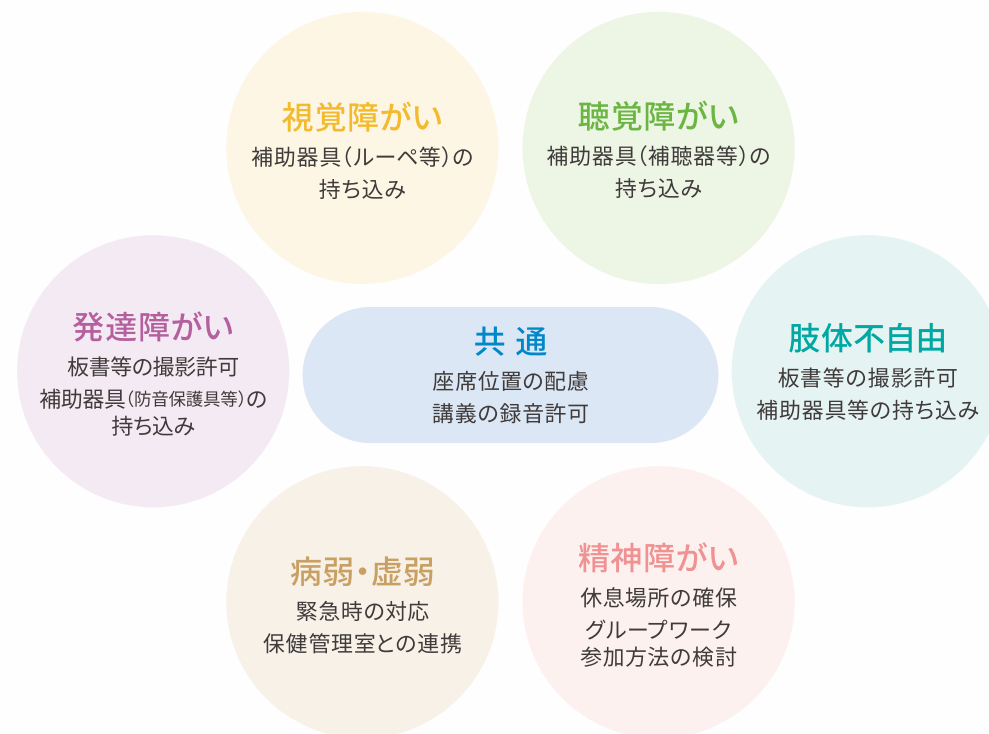 視覚障がい
補助器具(ルーペ等)の
持ち込み
聴覚障がい
補助器具(補聴器等)の
持ち込み
発達障がい
板書等の撮影許可
補助器具(防音保護具等)の
持ち込み
共通
座席位置の配慮
講義の録音許可
肢体不自由
板書等の撮影許可
補助器具等の持ち込み
病弱・虚弱
緊急時の対応
保健管理室との連携
精神障がい
休息場所の確保
グループワーク
参加方法の検討